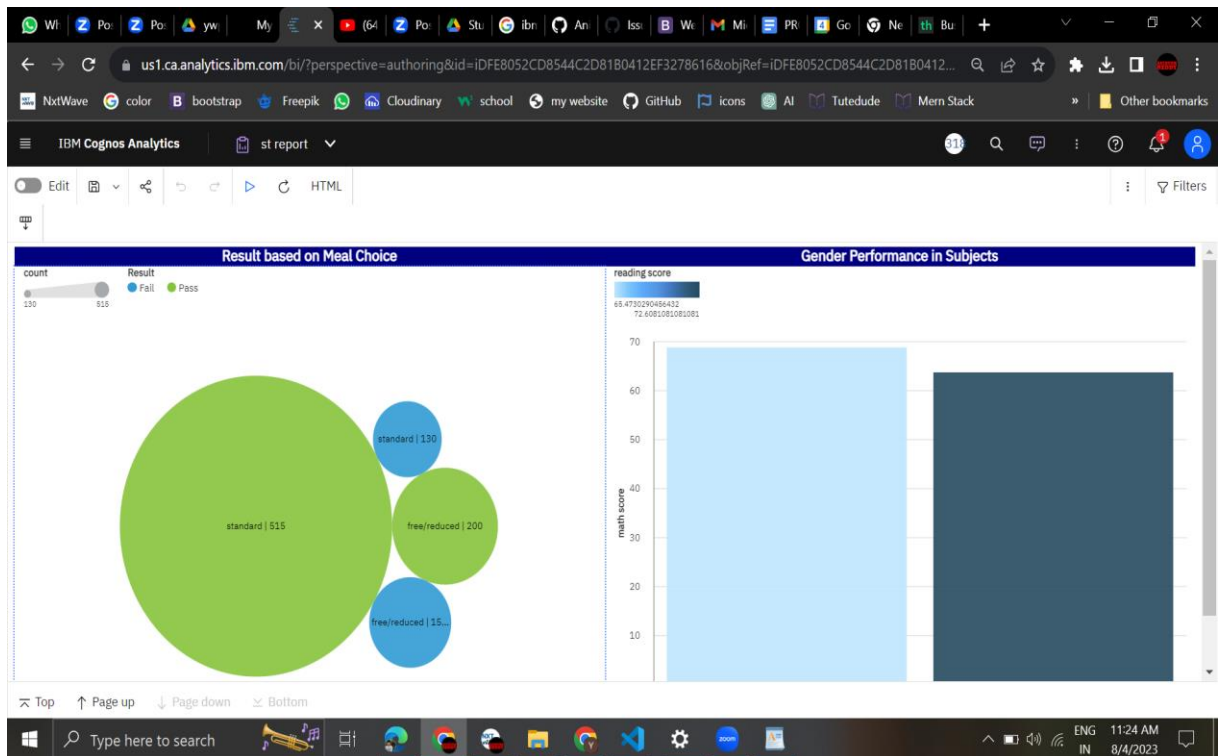 Wh Po: Po: yw My (64 Po: Stu ibn An Iss We Mi PR Go Ne Bu
us1.ca.analytics.ibm.com/bi/?perspective=authoring&id=iDFE8052CD8544C2D81B0412EF3278616&objRef=iDFE8052CD8544C2D81B0412...
NxtWave color bootstrap Freepik Cloudinary school my website GitHub icons AI Tutedude Mern Stack » Other bookmarks
IBM Cognos Analytics st report 318 1
Edit HTML Filters
Result based on Meal Choice
count Result
Fail Pass
130 515
standard | 130
standard | 515
free/reduced | 200
free/reduced | 15...
Gender Performance in Subjects
reading score
65.4730290456432
72.6081081081081
70
60
50
40
math score
30
20
10
Top Page up Page down Bottom
Type here to search zoom ENG 11:24 AM
IN 8/4/2023